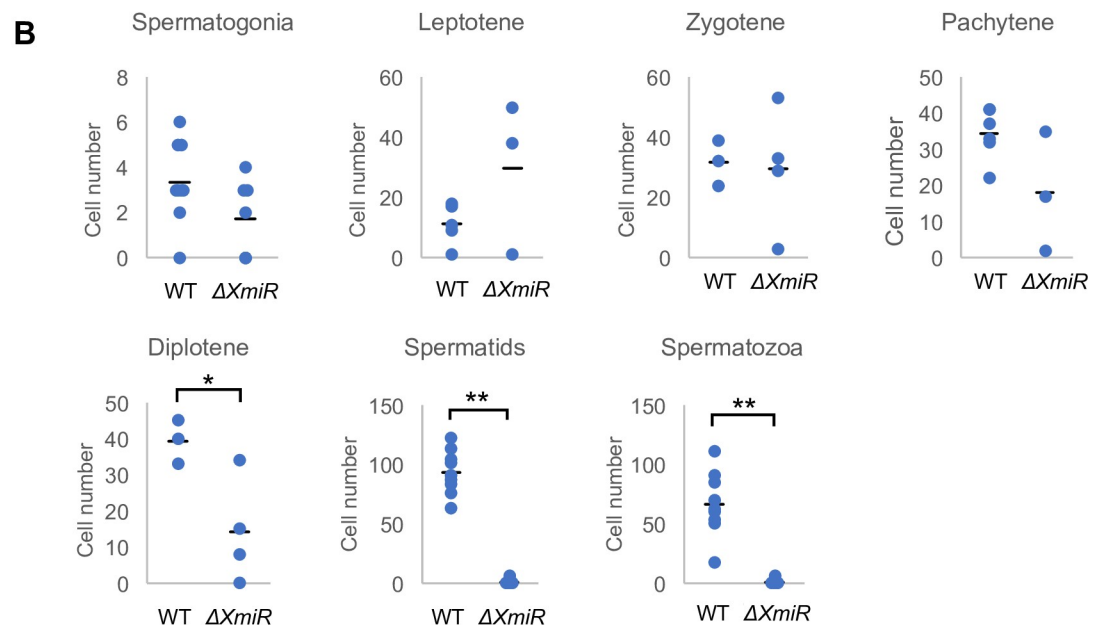 B
Spermatogonia
Cell number
8
6
4
2
0
WT ΔXmiR
Leptotene
Cell number
60
40
20
0
WT ΔXmiR
Zygotene
Cell number
60
40
20
0
WT ΔXmiR
Pachytene
Cell number
50
40
30
20
10
0
WT ΔXmiR
Diplotene
*
Cell number
50
40
30
20
10
0
WT ΔXmiR
Spermatids
**
Cell number
150
100
50
0
WT ΔXmiR
Spermatozoa
**
Cell number
150
100
50
0
WT ΔXmiR